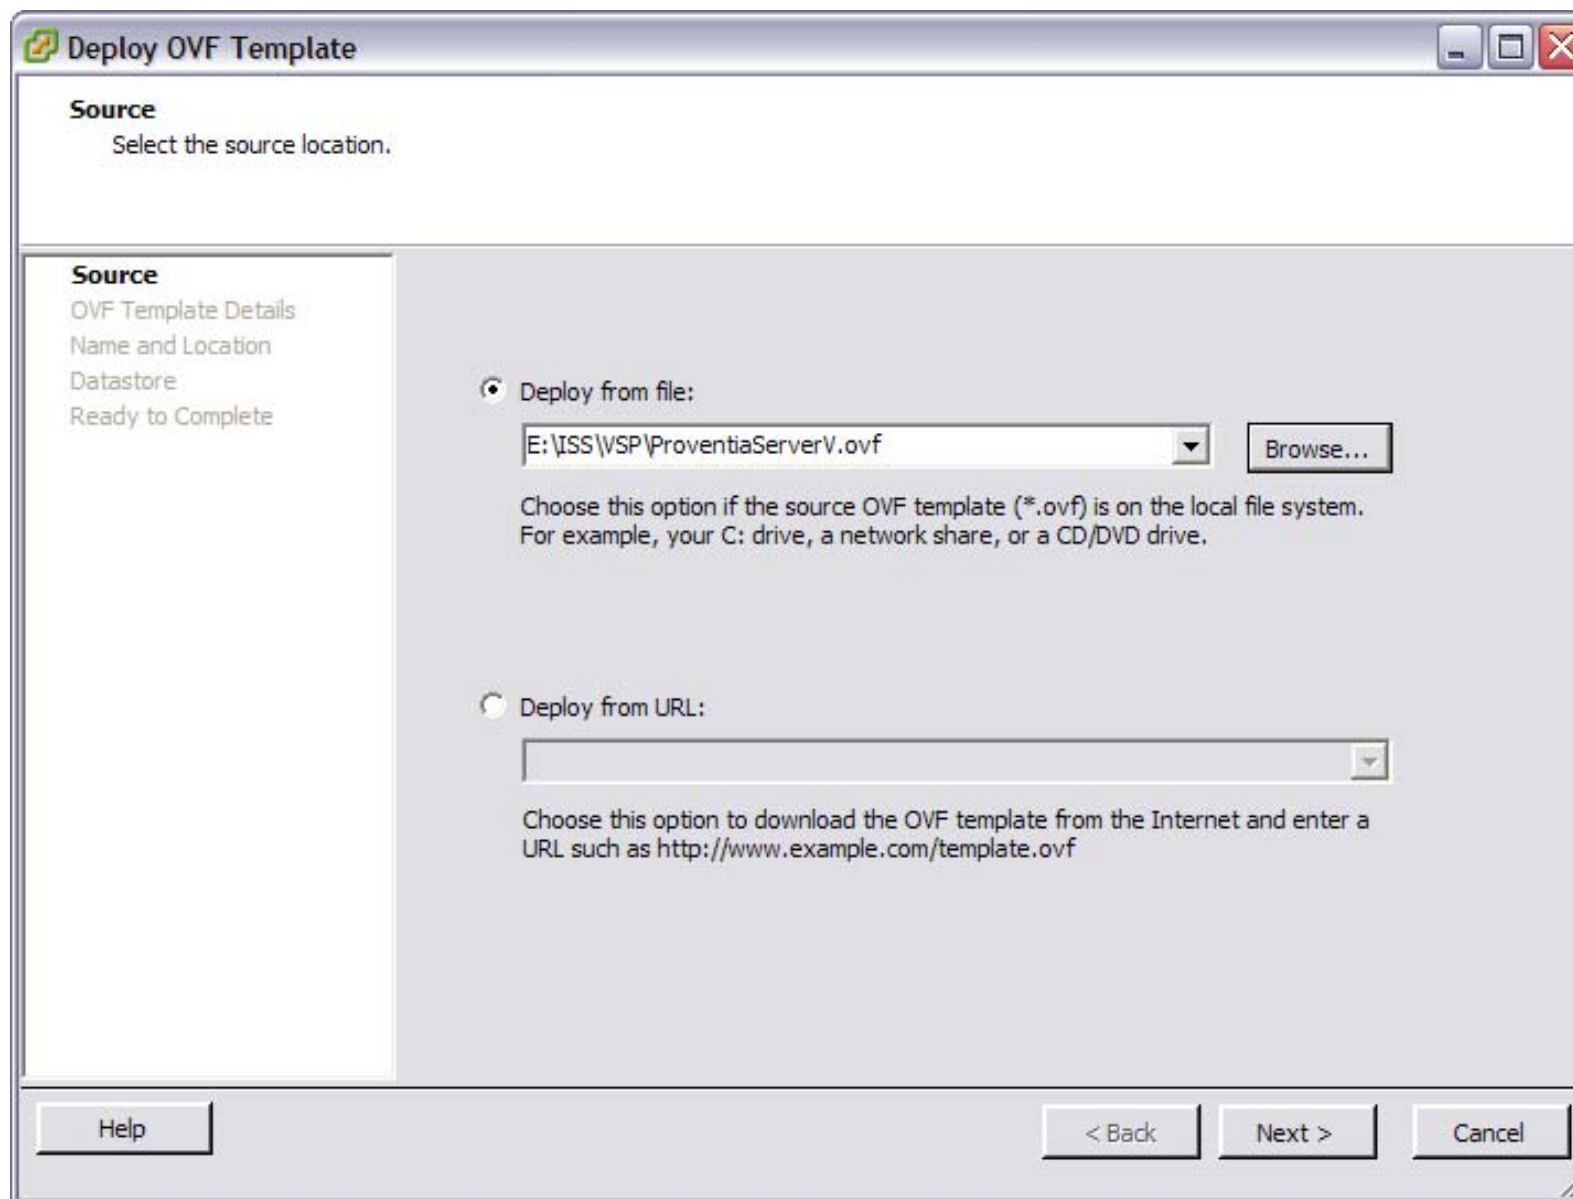 Deploy OVF Template
Source
Select the source location.
Source
OVF Template Details
Name and Location
Datastore
Ready to Complete
Deploy from file:
E:\ISS\VSP\ProventiaServerV.ovf
Browse...
Choose this option if the source OVF template (*.ovf) is on the local file system.
For example, your C: drive, a network share, or a CD/DVD drive.
Deploy from URL:
Choose this option to download the OVF template from the Internet and enter a
URL such as http://www.example.com/template.ovf
Help
< Back
Next >
Cancel